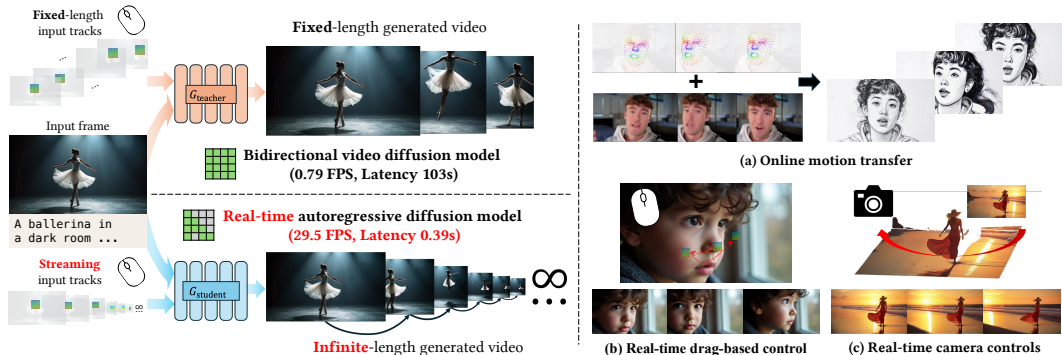 Fixed-length
input tracks
...
...
G_teacher
Fixed-length generated video
Input frame
Bidirectional video diffusion model
(0.79 FPS, Latency 103s)
A ballerina in
a dark room ...
Real-time autoregressive diffusion model
(29.5 FPS, Latency 0.39s)
Streaming
input tracks
∞
...
G_student
∞
...
Infinite-length generated video
+
(a) Online motion transfer
(b) Real-time drag-based control
(c) Real-time camera controls